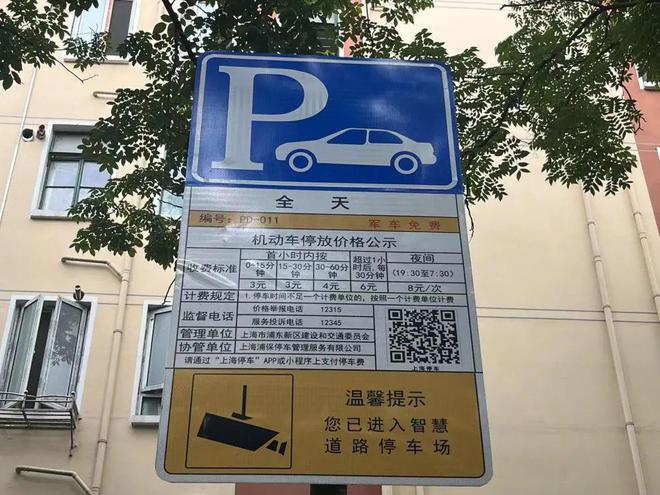 P
全天
编号：PD-011 军车免费
机动车停放价格公示
收费标准 首小时内按 超过1小时后,每30分钟 夜间
0-15分钟 15-30分钟 30-60分钟 (19:30至7:30)
3元 3元 4元 6元 8元/次
计费规定 1.停车时间不足一个计费单位的,按照一个计费单位计费
监督电话 价格举报电话 12315
服务投诉电话 12345
管理单位 上海市浦东新区建设和交通委员会
协管单位 上海浦保停车管理服务有限公司
请通过“上海停车”APP或小程序上支付停车费
上海停车
温馨提示
您已进入智慧
道路停车场